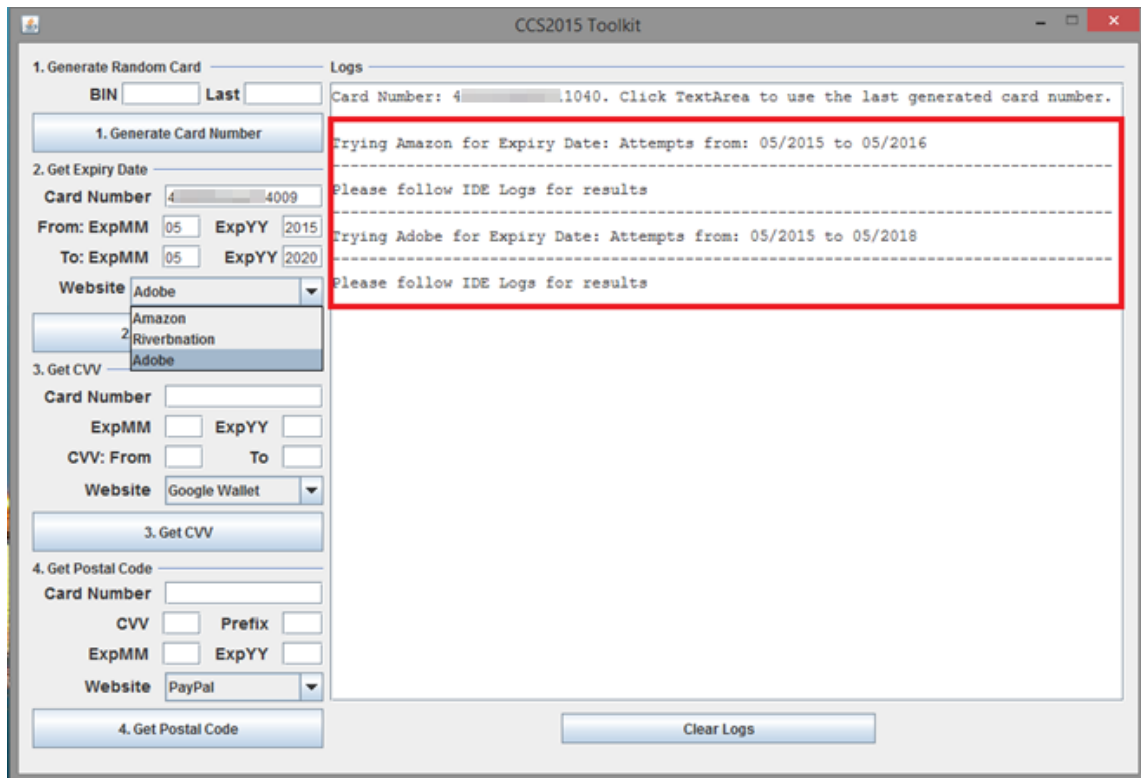 CCS2015 Toolkit
1. Generate Random Card
BIN Last
1. Generate Card Number
2. Get Expiry Date
Card Number 4 4009
From: ExpMM 05 ExpYY 2015
To: ExpMM 05 ExpYY 2020
Website Adobe
Amazon
Riverbnation
Adobe
2
3. Get CVV
Card Number
ExpMM ExpYY
CVV: From To
Website Google Wallet
3. Get CVV
4. Get Postal Code
Card Number
CVV Prefix
ExpMM ExpYY
Website PayPal
4. Get Postal Code
Logs
Card Number: 4 1040. Click TextArea to use the last generated card number.
Trying Amazon for Expiry Date: Attempts from: 05/2015 to 05/2016
Please follow IDE Logs for results
Trying Adobe for Expiry Date: Attempts from: 05/2015 to 05/2018
Please follow IDE Logs for results
Clear Logs